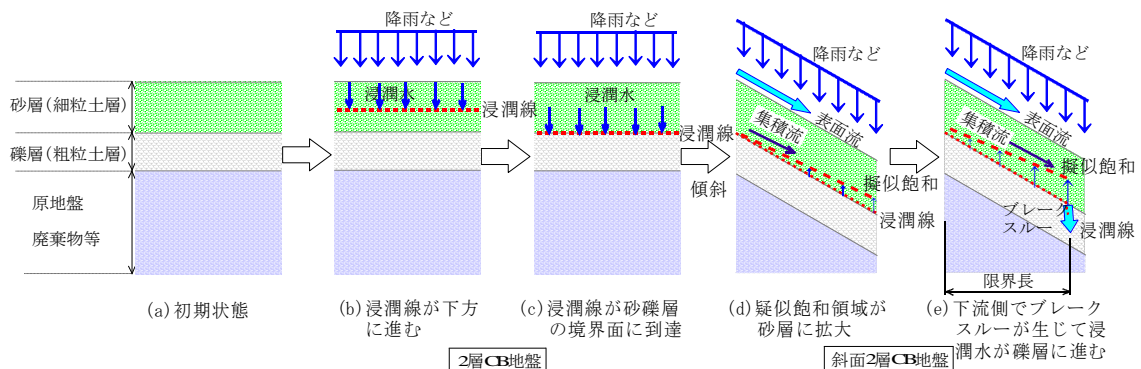 砂層(細粒土層)
礫層(粗粒土層)
原地盤
廃棄物等
(a)初期状態
降雨など
浸潤水
浸潤線
(b)浸潤線が下方
に進む
降雨など
浸潤水
浸潤線
(c)浸潤線が砂礫層
の境界面に到達
2層CB地盤
傾斜
降雨など
表面流
集積流
擬似飽和
浸潤線
(d)疑似飽和領域が
砂層に拡大
降雨など
表面流
集積流
擬似飽和
ブレーク
スルー
浸潤線
限界長
(e)下流側でブレーク
スルーが生じて浸
潤水が礫層に進む
斜面2層CB地盤